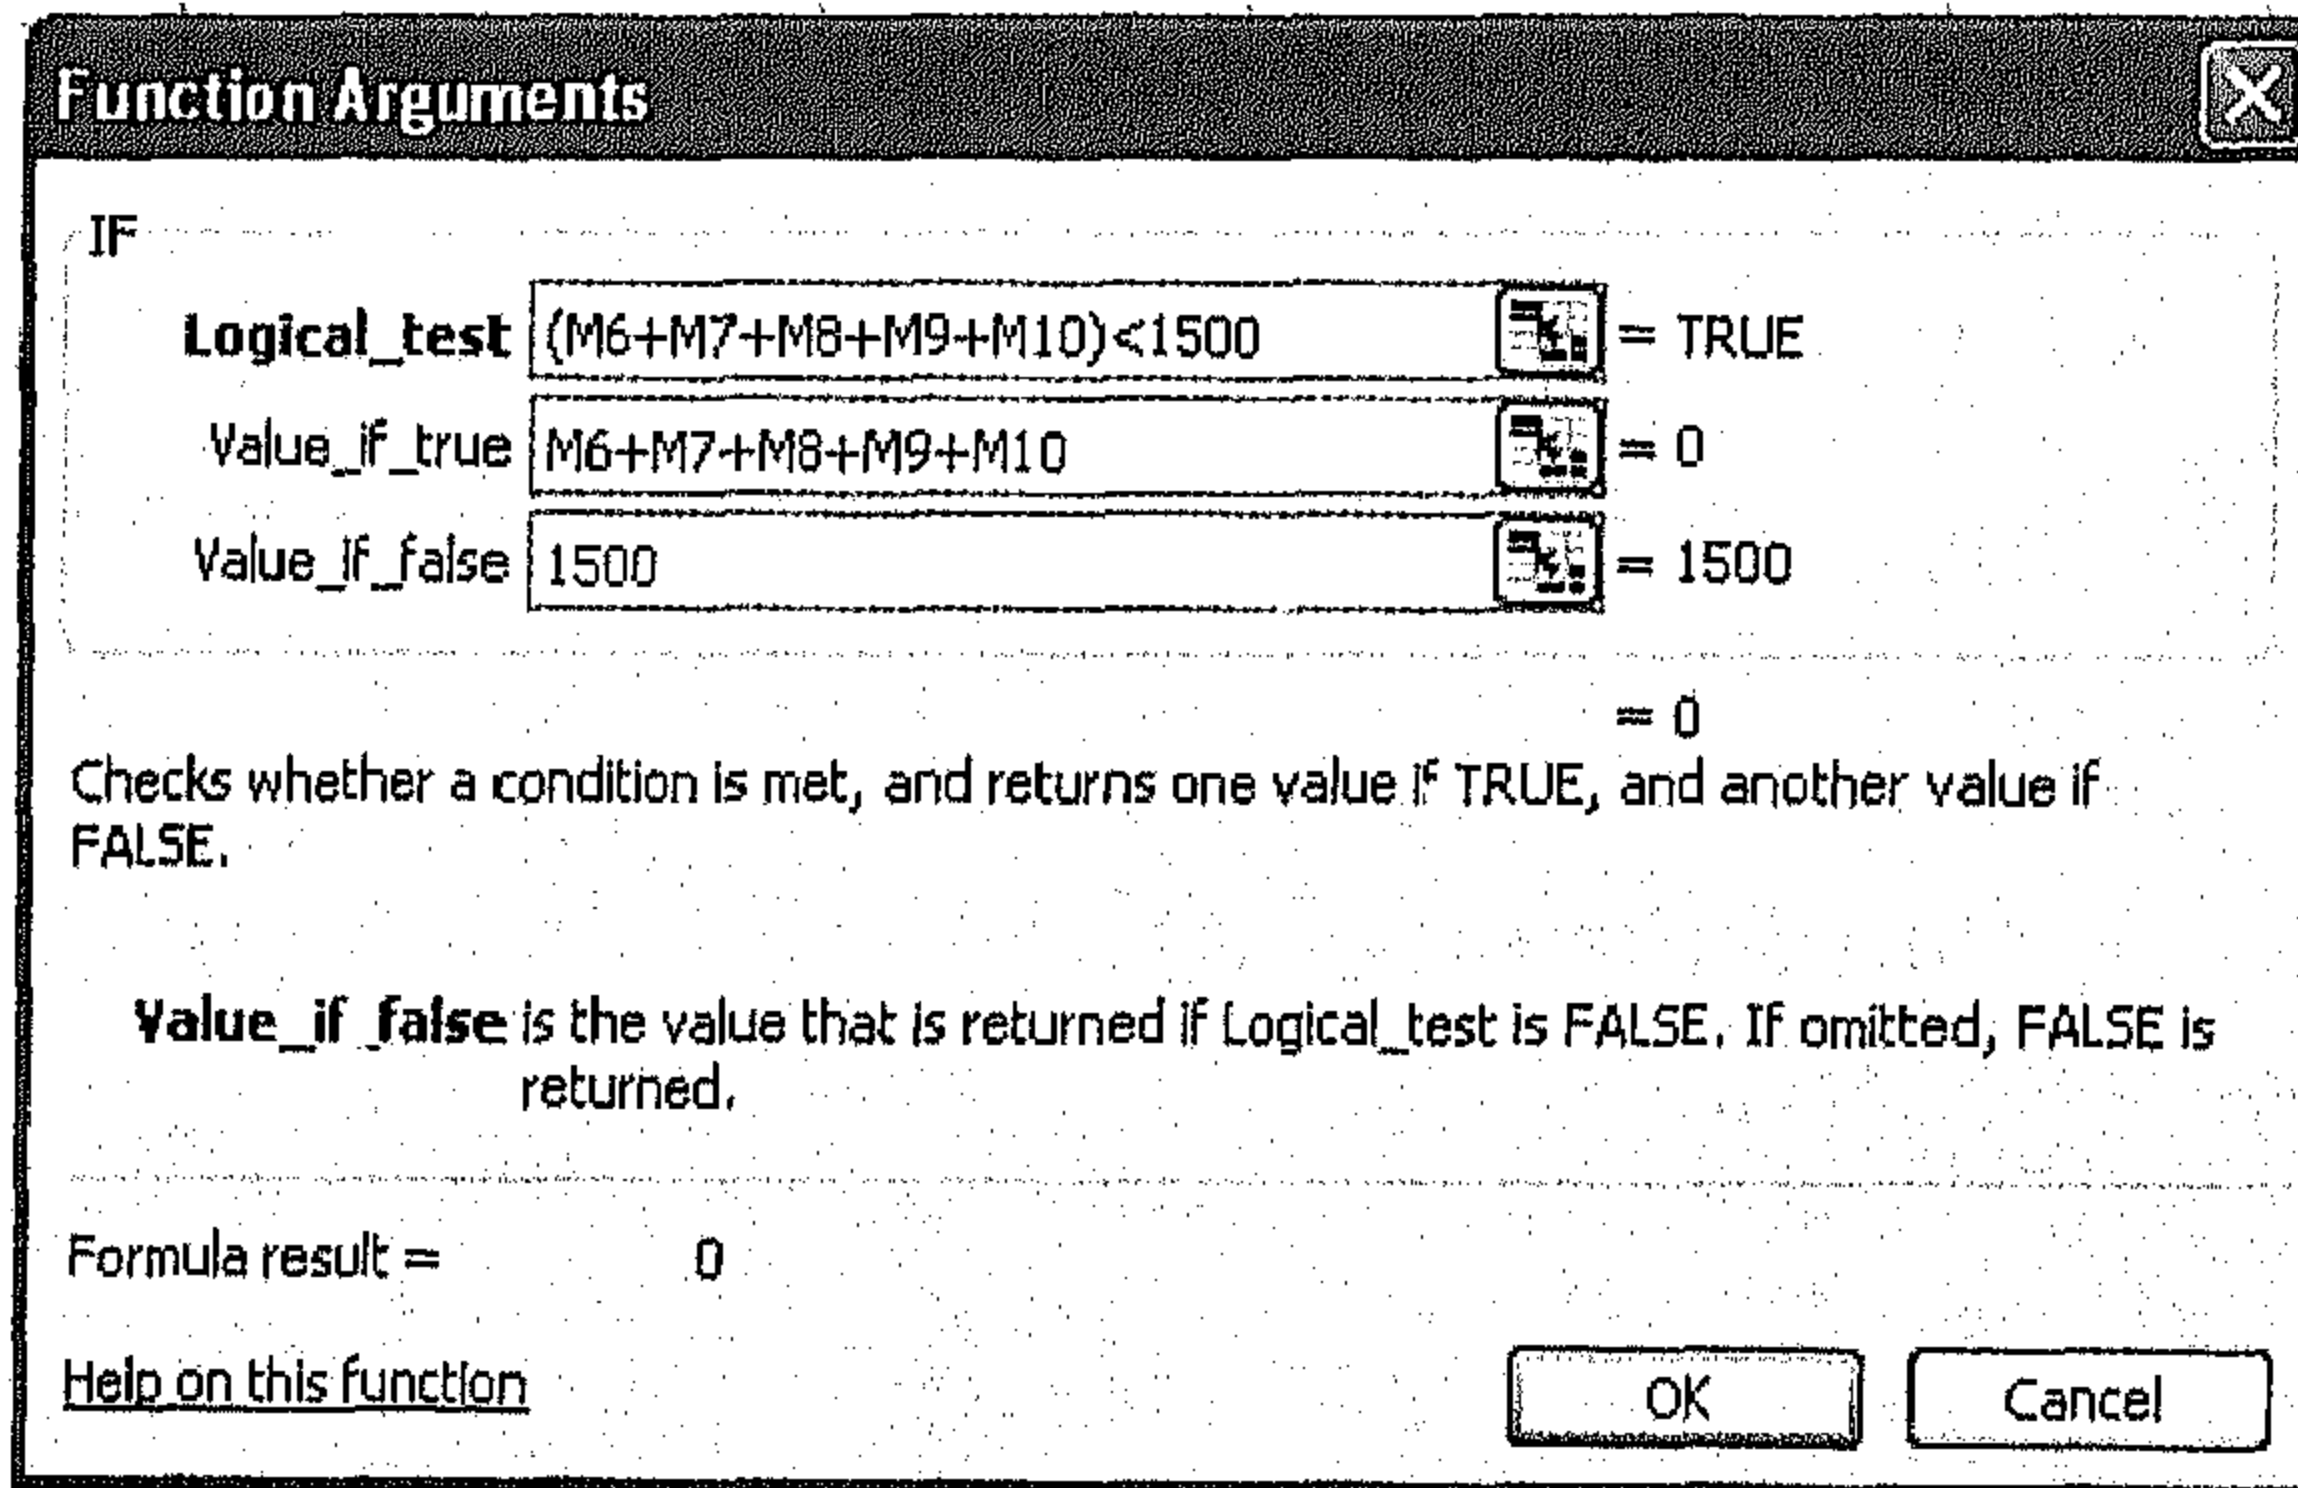 Function Arguments
IF
Logical_test (M6+M7+M8+M9+M10)<1500 = TRUE
Value_if_true M6+M7+M8+M9+M10 = 0
Value_if_false 1500 = 1500
= 0
Checks whether a condition is met, and returns one value if TRUE, and another value if
FALSE.
Value_if_false is the value that is returned if Logical_test is FALSE. If omitted, FALSE is
returned.
Formula result = 0
Help on this function
OK Cancel